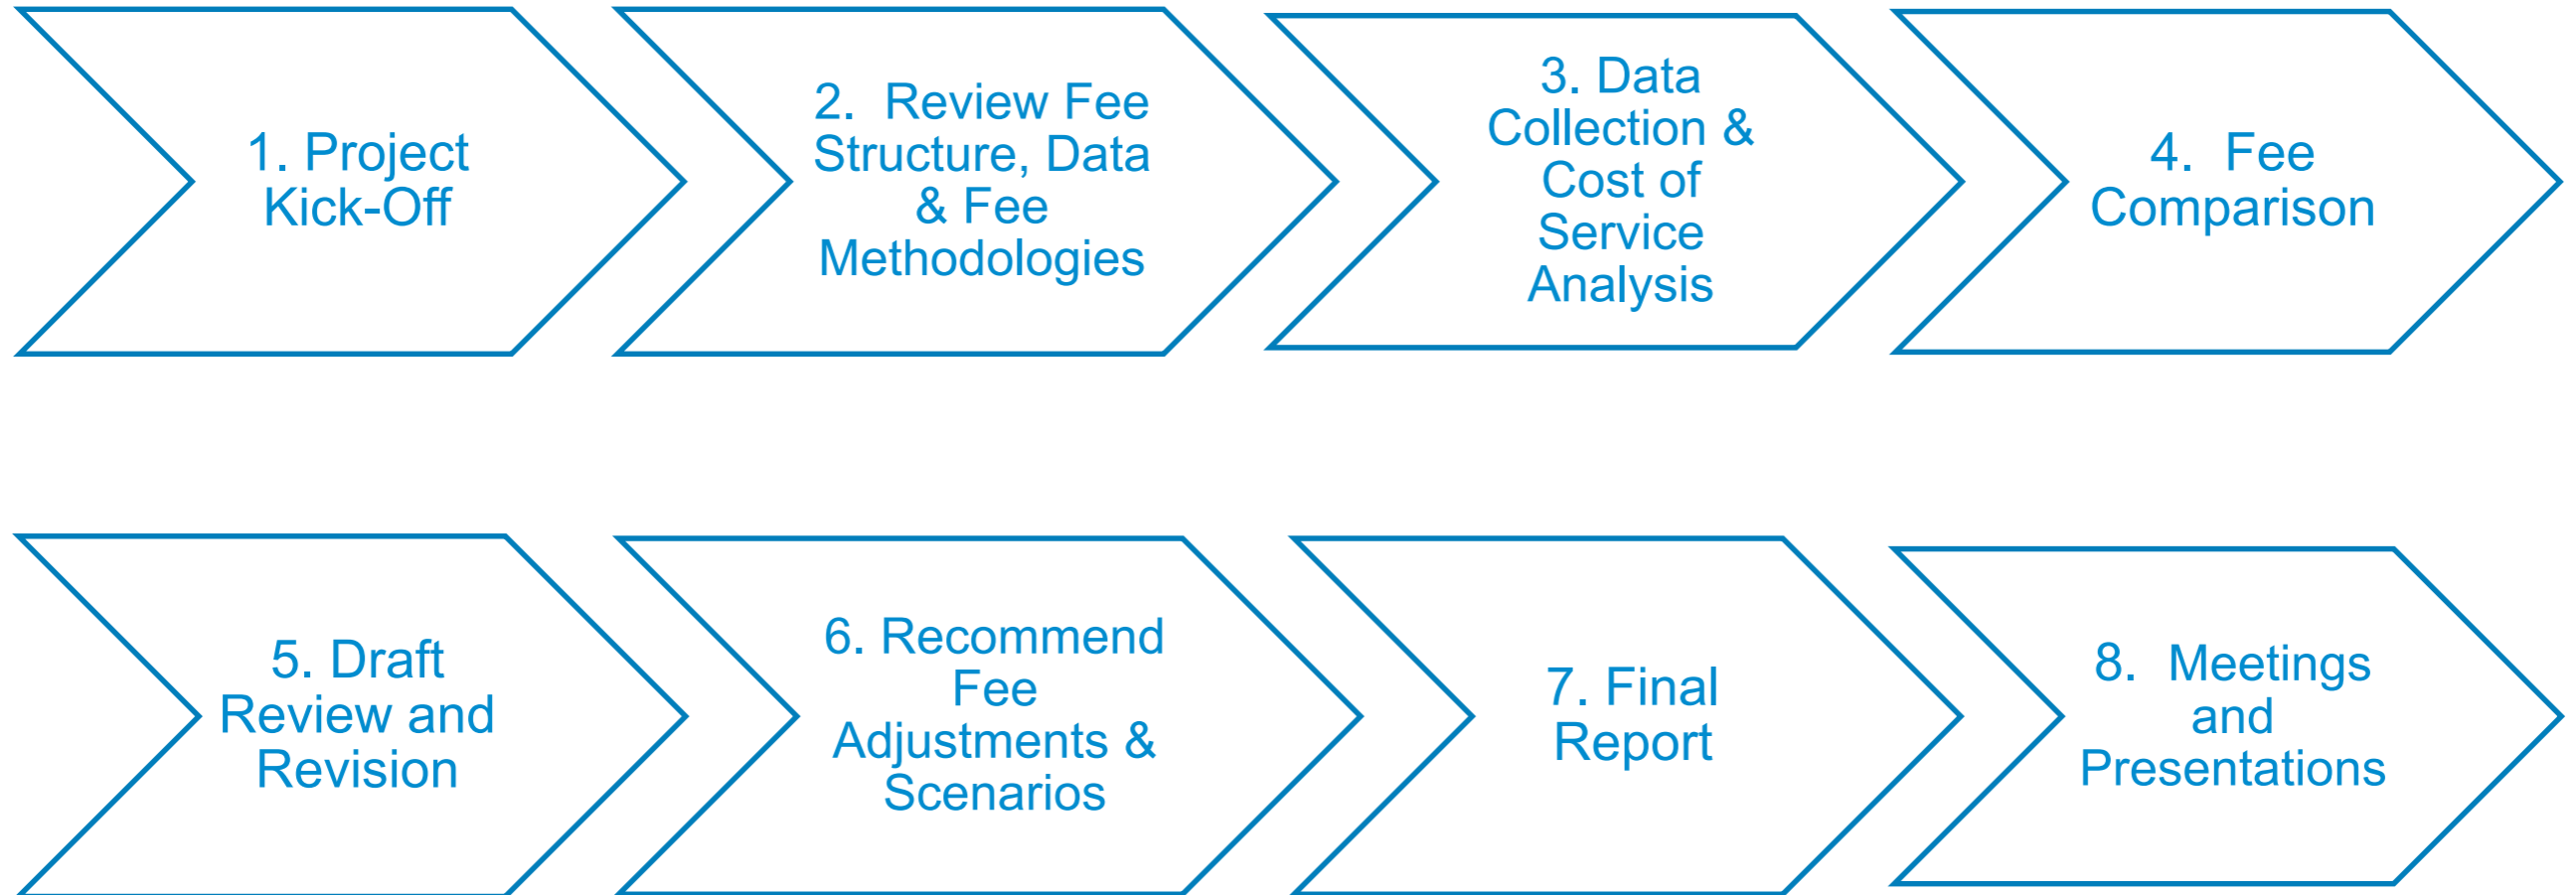 1. Project
Kick-Off
2.  Review Fee
Structure, Data
& Fee
Methodologies
3. Data
Collection &
Cost of
Service
Analysis
4.  Fee
Comparison
5. Draft
Review and
Revision
6. Recommend
Fee
Adjustments &
Scenarios
7. Final
Report
8.  Meetings
and
Presentations